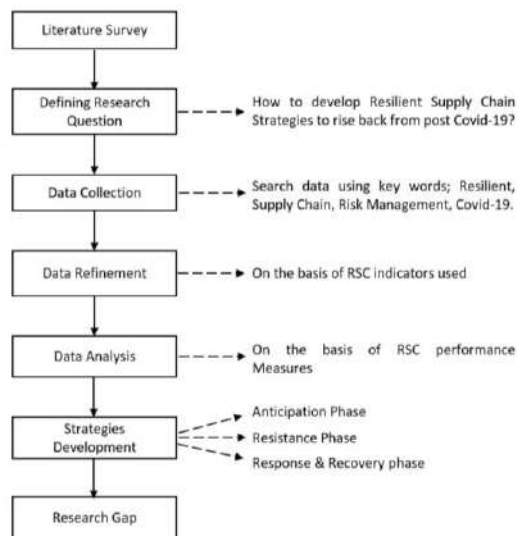 Literature Survey
Defining Research
Question
How to develop Resilient Supply Chain
Strategies to rise back from post Covid-19?
Data Collection
Search data using key words; Resilient,
Supply Chain, Risk Management, Covid-19.
Data Refinement
On the basis of RSC indicators used
Data Analysis
On the basis of RSC performance
Measures
Strategies
Development
Anticipation Phase
Resistance Phase
Response & Recovery phase
Research Gap